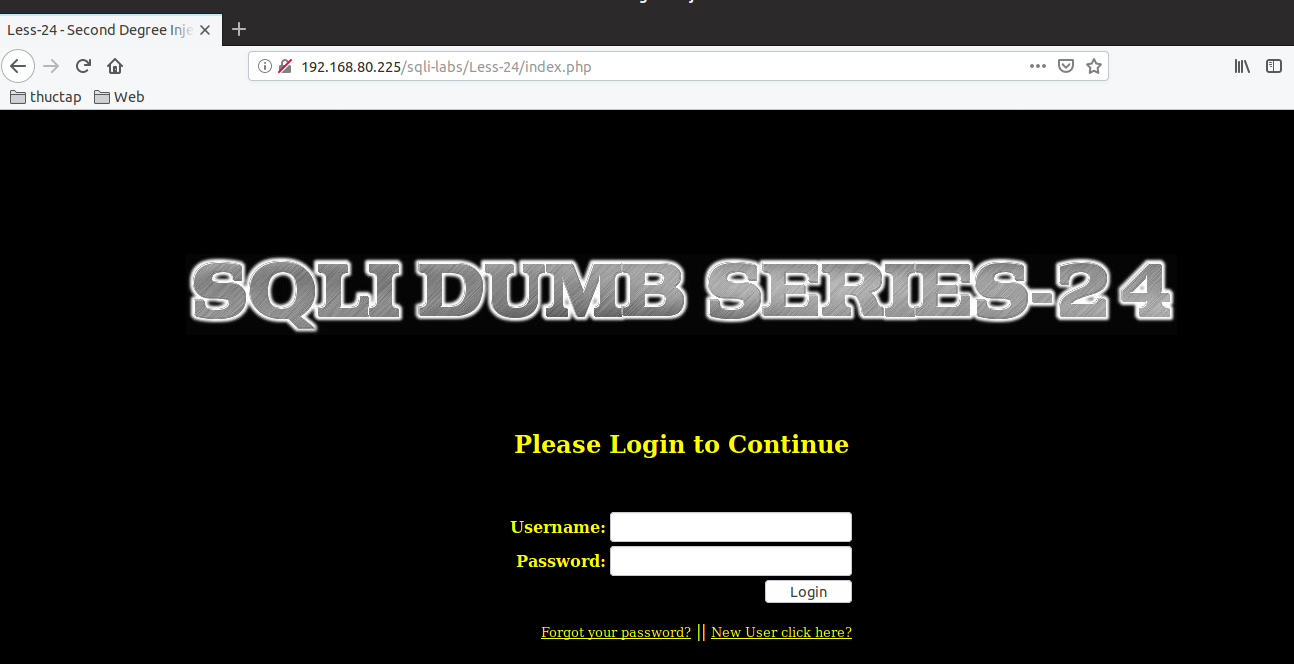 Less-24 - Second Degree Inje
192.168.80.225/sqli-labs/Less-24/index.php
thuctap Web
SQLI DUMB SERIES-24
Please Login to Continue
Username:
Password:
Login
Forgot your password? || New User click here?